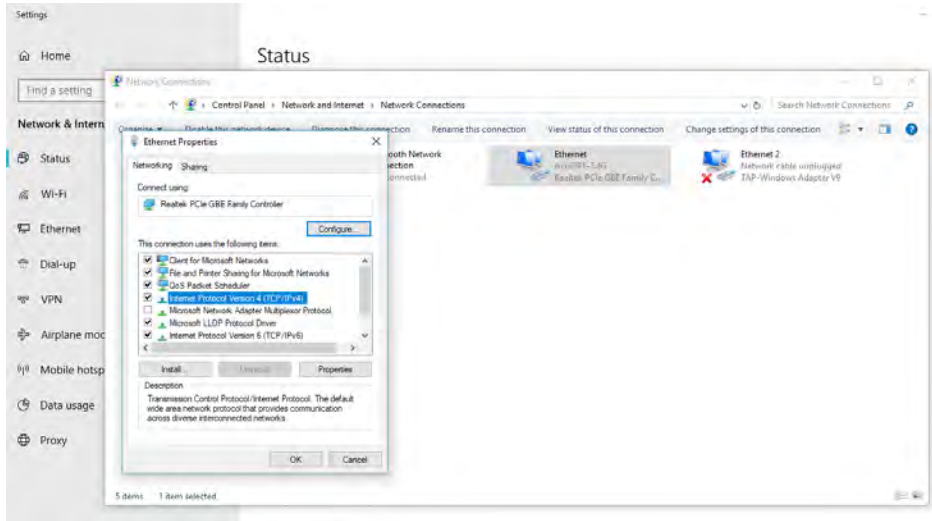 Settings
Home
Status
Find a setting
Network & Intern
Status
Wi-Fi
Ethernet
Dial-up
VPN
Airplane mod
Mobile hotsp
Data usage
Proxy
Network Connections
Control Panel › Network and Internet › Network Connections
Search Network Connections
Organise Disable this network device Diagnose this connection Rename this connection View status of this connection Change settings of this connection
ooth Network
ection
onnected
Ethernet
Realtek PCIe GBE Family C...
Ethernet 2
Network cable unplugged
TAP-Windows Adapter V9
Ethernet Properties
Networking Sharing
Connect using:
Realtek PCIe GBE Family Controller
Configure...
This connection uses the following items:
Client for Microsoft Networks
File and Printer Sharing for Microsoft Networks
QoS Packet Scheduler
Internet Protocol Version 4 (TCP/IPv4)
Microsoft Network Adapter Multiplexor Protocol
Microsoft LLDP Protocol Driver
Internet Protocol Version 6 (TCP/IPv6)
Install... Uninstall Properties
Description
Transmission Control Protocol/Internet Protocol. The default
wide area network protocol that provides communication
across diverse interconnected networks.
OK Cancel
5 items 1 item selected